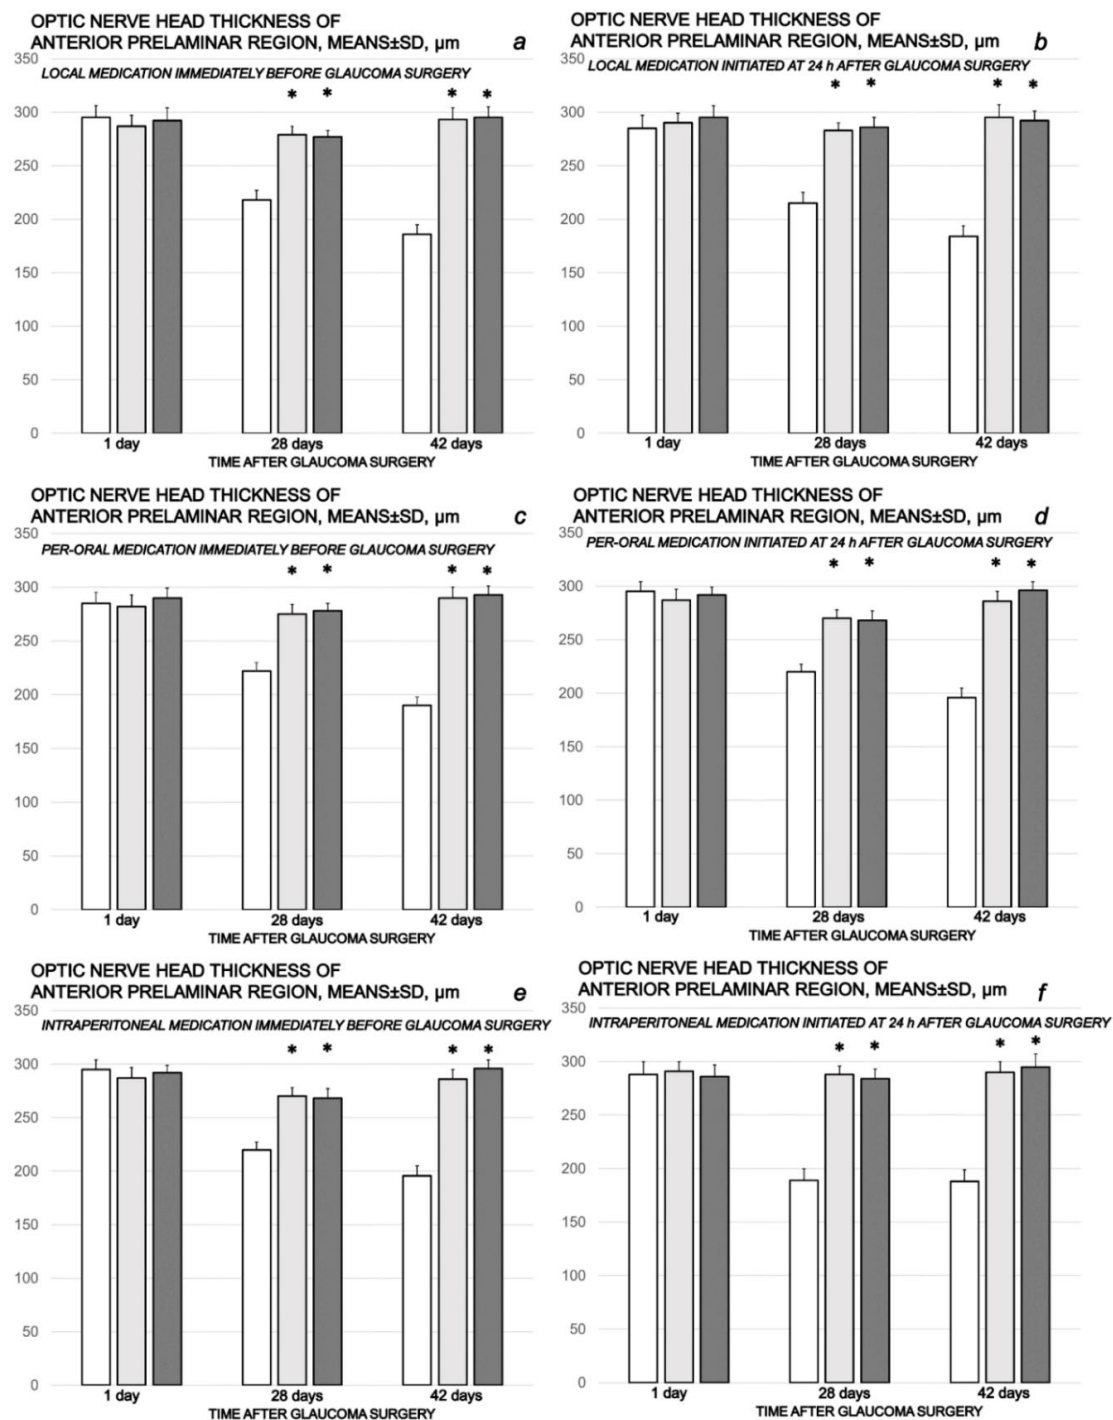 OPTIC NERVE HEAD THICKNESS OF
ANTERIOR PRELAMINAR REGION, MEANS±SD, µm a
350
LOCAL MEDICATION IMMEDIATELY BEFORE GLAUCOMA SURGERY
* * * *
300
250
200
150
100
50
0
1 day 28 days 42 days
TIME AFTER GLAUCOMA SURGERY
OPTIC NERVE HEAD THICKNESS OF
ANTERIOR PRELAMINAR REGION, MEANS±SD, µm b
350
LOCAL MEDICATION INITIATED AT 24 h AFTER GLAUCOMA SURGERY
* * * *
300
250
200
150
100
50
0
1 day 28 days 42 days
TIME AFTER GLAUCOMA SURGERY
OPTIC NERVE HEAD THICKNESS OF
ANTERIOR PRELAMINAR REGION, MEANS±SD, µm c
350
PER-ORAL MEDICATION IMMEDIATELY BEFORE GLAUCOMA SURGERY
* * * *
300
250
200
150
100
50
0
1 day 28 days 42 days
TIME AFTER GLAUCOMA SURGERY
OPTIC NERVE HEAD THICKNESS OF
ANTERIOR PRELAMINAR REGION, MEANS±SD, µm d
350
PER-ORAL MEDICATION INITIATED AT 24 h AFTER GLAUCOMA SURGERY
* * * *
300
250
200
150
100
50
0
1 day 28 days 42 days
TIME AFTER GLAUCOMA SURGERY
OPTIC NERVE HEAD THICKNESS OF
ANTERIOR PRELAMINAR REGION, MEANS±SD, µm e
350
INTRAPERITONEAL MEDICATION IMMEDIATELY BEFORE GLAUCOMA SURGERY
* * * *
300
250
200
150
100
50
0
1 day 28 days 42 days
TIME AFTER GLAUCOMA SURGERY
OPTIC NERVE HEAD THICKNESS OF
ANTERIOR PRELAMINAR REGION, MEANS±SD, µm f
350
INTRAPERITONEAL MEDICATION INITIATED AT 24 h AFTER GLAUCOMA SURGERY
* * * *
300
250
200
150
100
50
0
1 day 28 days 42 days
TIME AFTER GLAUCOMA SURGERY